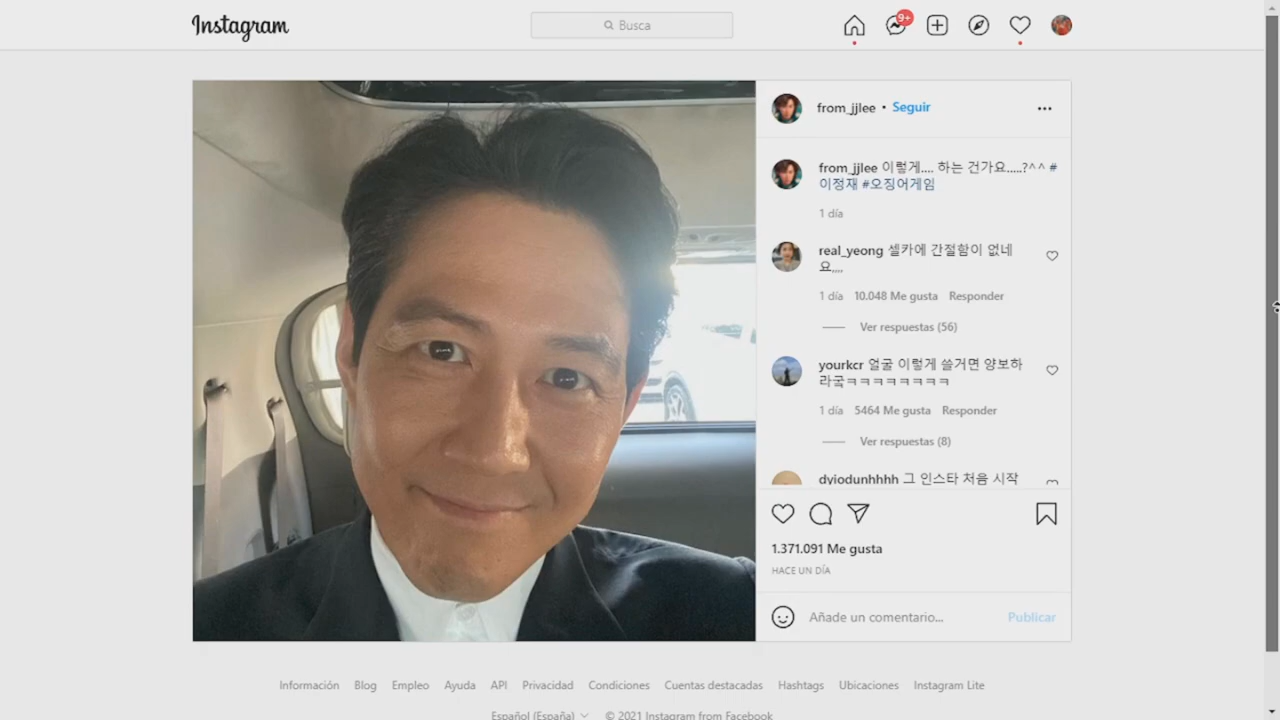 Instagram
Busca
9+
from_jjlee • Seguir
from_jjlee 이렇게.... 하는 건가요.....?^^ #
이정재 #오징어게임
1 día
real_yeong 셀카에 간절함이 없네
요,,,,
1 día 10.048 Me gusta Responder
Ver respuestas (56)
yourkcr 얼굴 이렇게 쓸거면 양보하
라궄ㅋㅋㅋㅋㅋㅋㅋㅋ
1 día 5464 Me gusta Responder
Ver respuestas (8)
dyiodunhhhh 그 인스타 처음 시작
1.371.091 Me gusta
HACE UN DÍA
Añade un comentario... Publicar
Información Blog Empleo Ayuda API Privacidad Condiciones Cuentas destacadas Hashtags Ubicaciones Instagram Lite
Español (España) © 2021 Instagram from Facebook